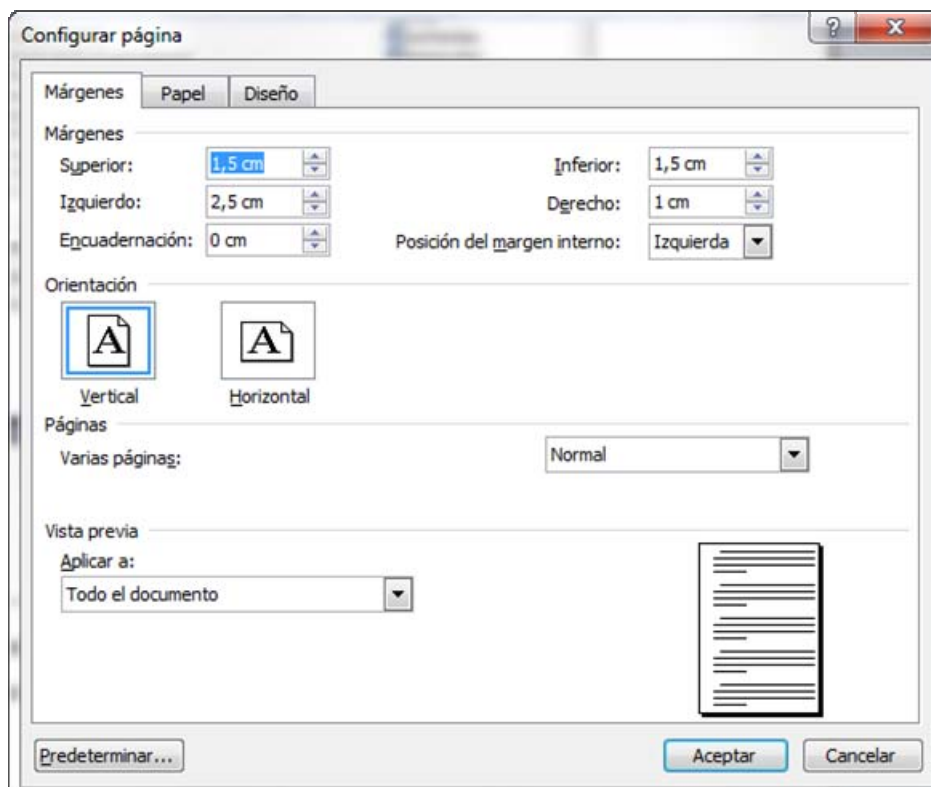 Configurar página
Márgenes Papel Diseño
Márgenes
Superior: 1,5 cm Inferior: 1,5 cm
Izquierdo: 2,5 cm Derecho: 1 cm
Encuadernación: 0 cm Posición del margen interno: Izquierda
Orientación
A A
Vertical Horizontal
Páginas
Varias páginas: Normal
Vista previa
Aplicar a:
Todo el documento
Predeterminar... Aceptar Cancelar